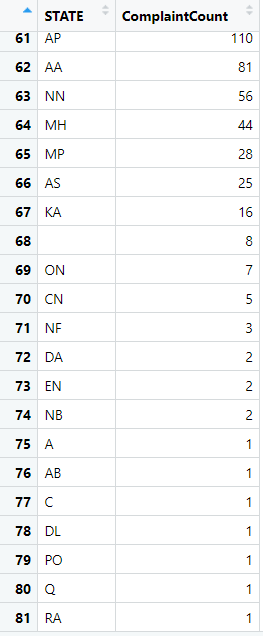 STATE ComplaintCount
61 AP 110
62 AA 81
63 NN 56
64 MH 44
65 MP 28
66 AS 25
67 KA 16
68 8
69 ON 7
70 CN 5
71 NF 3
72 DA 2
73 EN 2
74 NB 2
75 A 1
76 AB 1
77 C 1
78 DL 1
79 PO 1
80 Q 1
81 RA 1